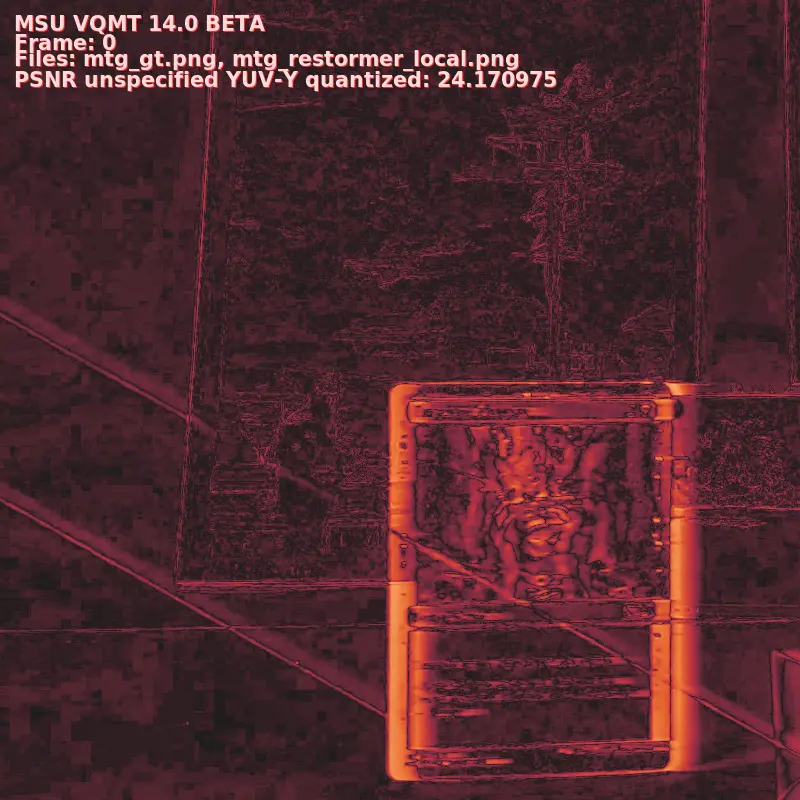 MSU VQMT 14.0 BETA
Frame: 0
Files: mtg_gt.png, mtg_restormer_local.png
PSNR unspecified YUV-Y quantized: 24.170975